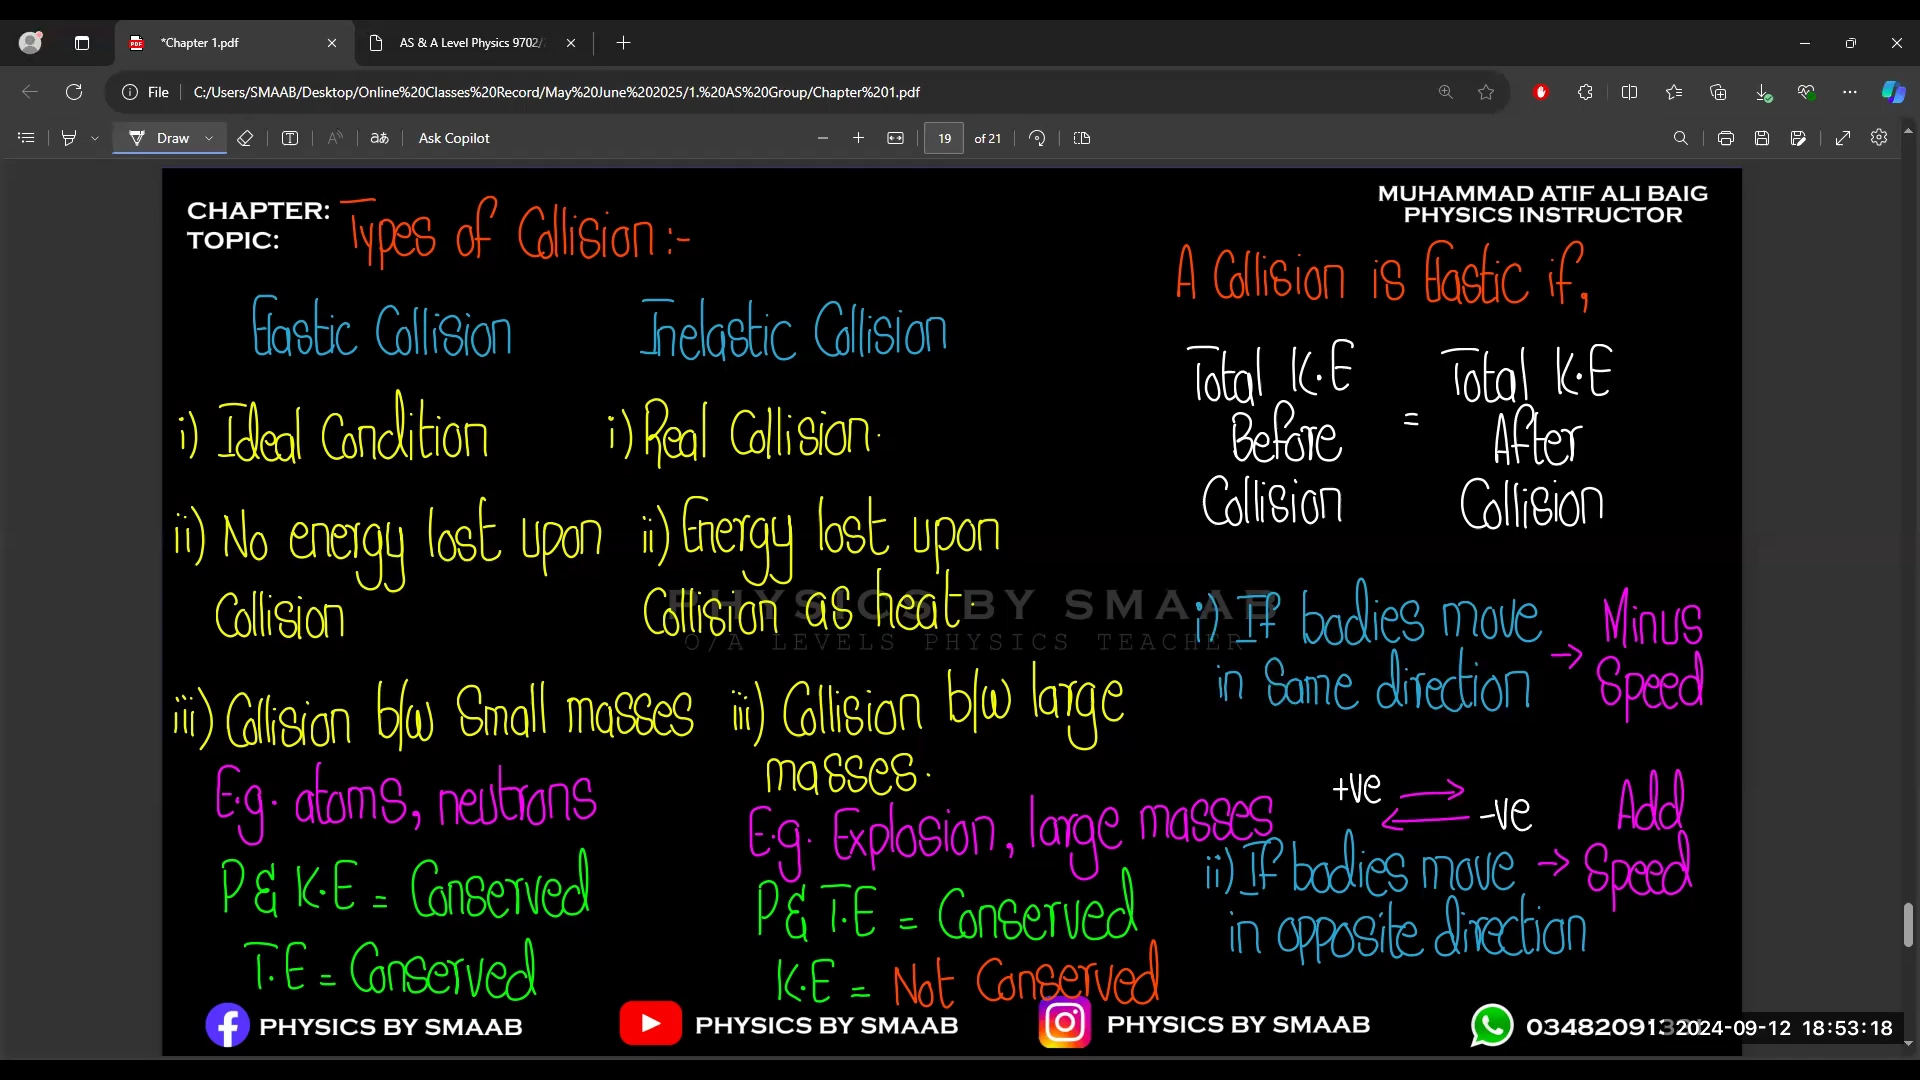 *Chapter 1.pdf
AS & A Level Physics 9702/
File
C:/Users/SMAAB/Desktop/Online%20Classes%20Record/May%20June%202025/1.%20AS%20Group/Chapter%201.pdf
Draw
Ask Copilot
19 of 21
CHAPTER:
TOPIC:
Types of Collision :-
MUHAMMAD ATIF ALI BAIG
PHYSICS INSTRUCTOR
Elastic Collision
i) Ideal Condition
ii) No energy lost upon
Collision
iii) Collision b/w Small masses
E.g. atoms, neutrons
P & K.E = Conserved
T.E = Conserved
Inelastic Collision
i) Real Collision.
ii) Energy lost upon
Collision as heat.
iii) Collision b/w large
masses.
E.g. Explosion, large masses
P & T.E = Conserved
K.E = Not Conserved
A Collision is Elastic if,
Total K.E
Before
Collision
=
Total K.E
After
Collision
i) If bodies move
in Same direction
→ Minus
Speed
+ve
-ve
ii) If bodies move
in opposite direction
→ Add
Speed
PHYSICS BY SMAAB
O/A LEVELS PHYSICS TEACHER
PHYSICS BY SMAAB
PHYSICS BY SMAAB
PHYSICS BY SMAAB
2024-09-12 18:53:18